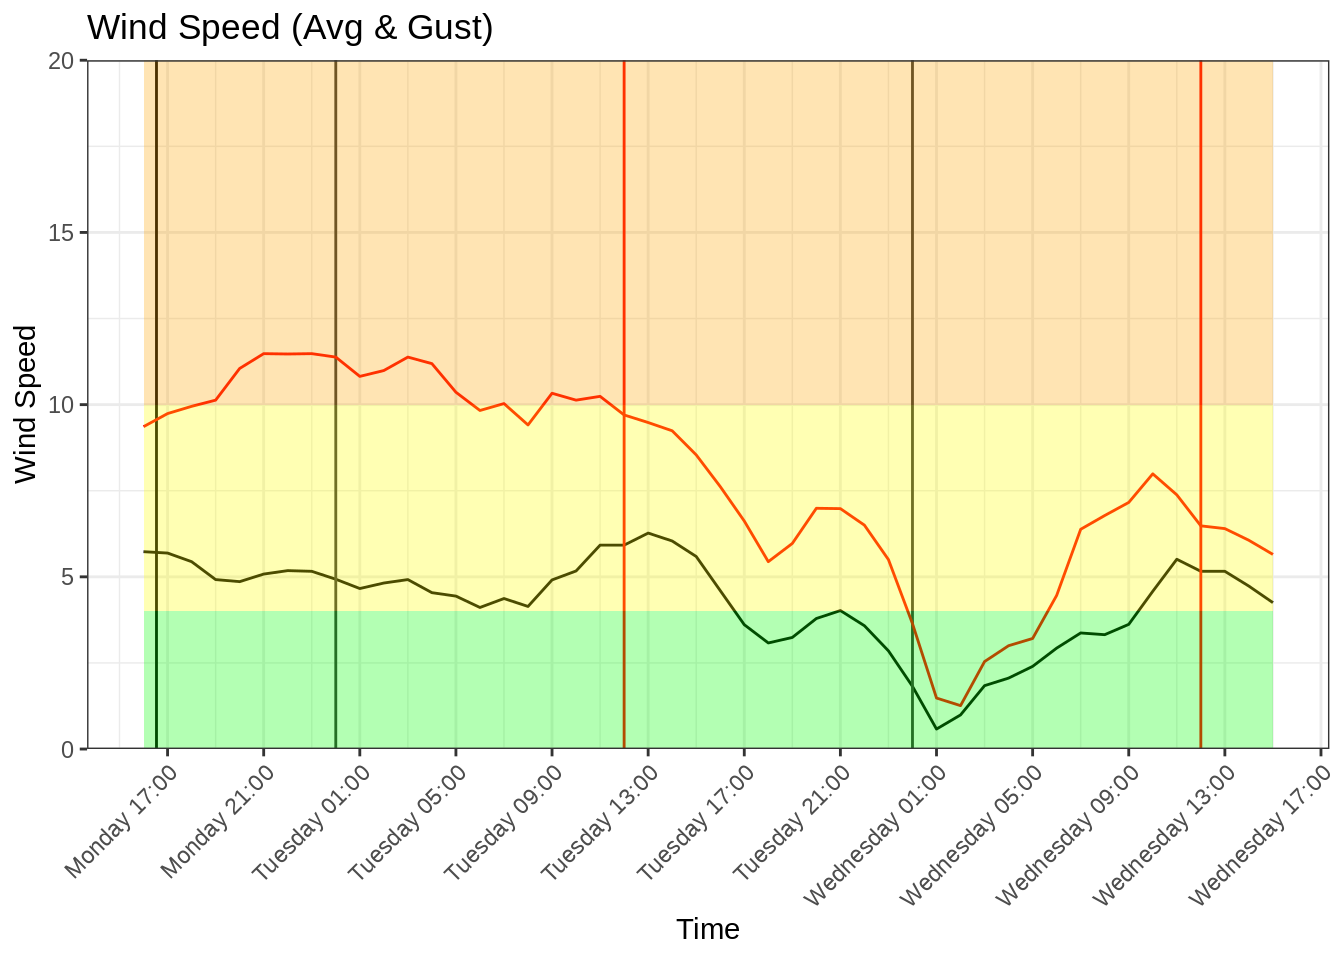 Wind Speed (Avg & Gust)
20
15
10
5
0
Wind Speed
Monday 17:00
Monday 21:00
Tuesday 01:00
Tuesday 05:00
Tuesday 09:00
Tuesday 13:00
Tuesday 17:00
Tuesday 21:00
Wednesday 01:00
Wednesday 05:00
Wednesday 09:00
Wednesday 13:00
Wednesday 17:00
Time